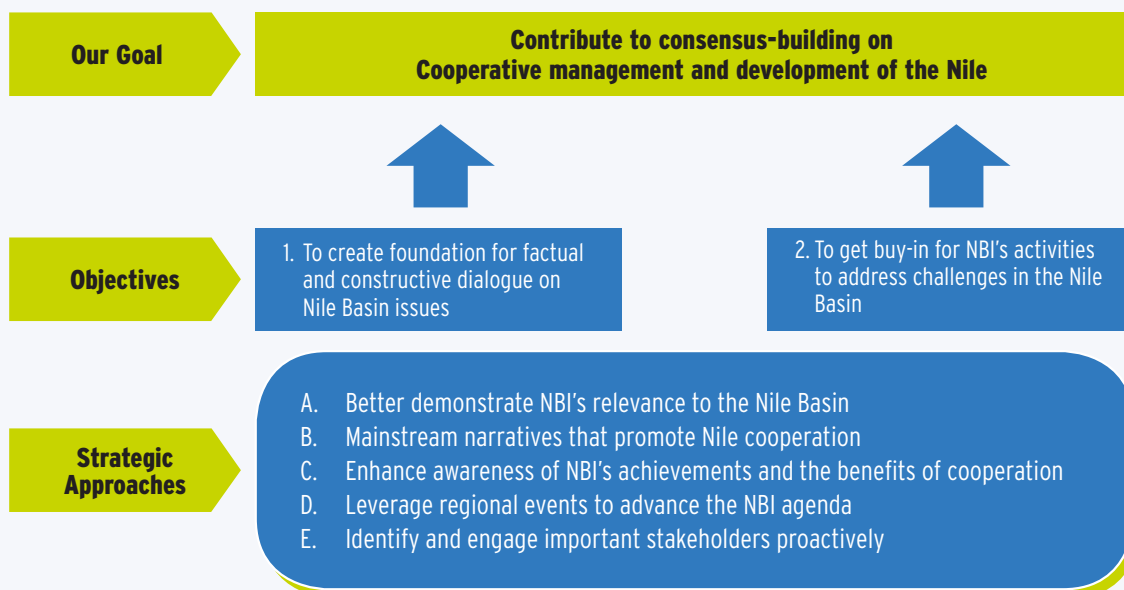 Our Goal
Contribute to consensus-building on
Cooperative management and development of the Nile
Objectives
1. To create foundation for factual
and constructive dialogue on
Nile Basin issues
2. To get buy-in for NBI's activities
to address challenges in the Nile
Basin
Strategic
Approaches
A. Better demonstrate NBI's relevance to the Nile Basin
B. Mainstream narratives that promote Nile cooperation
C. Enhance awareness of NBI's achievements and the benefits of cooperation
D. Leverage regional events to advance the NBI agenda
E. Identify and engage important stakeholders proactively